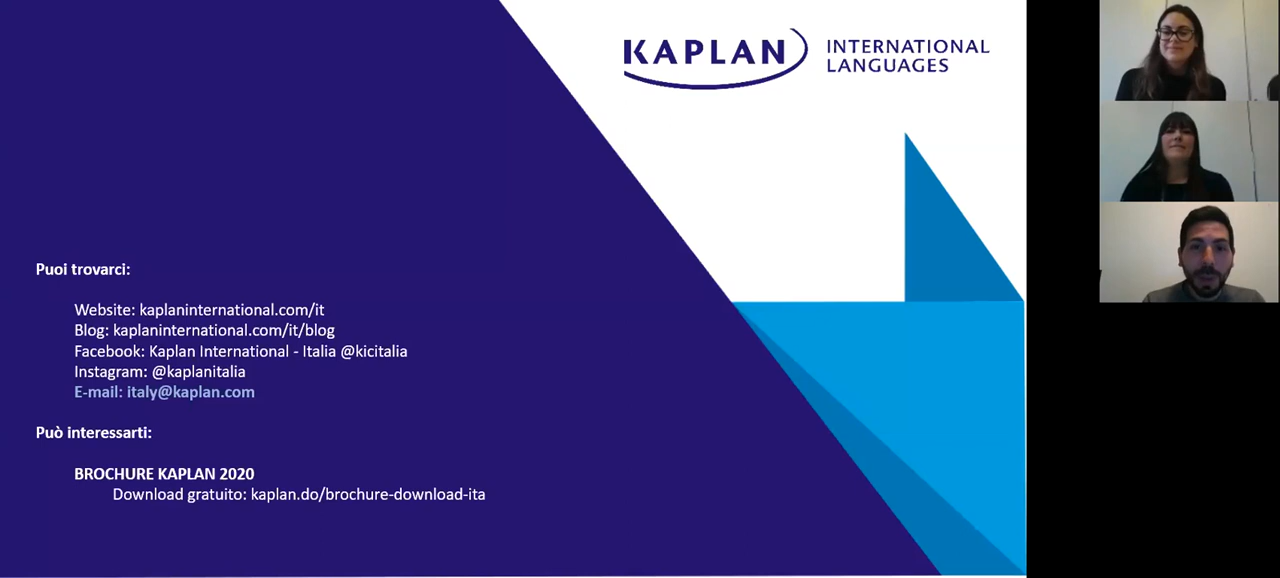 KAPLAN
INTERNATIONAL
LANGUAGES
Puoi trovarci:
Website: kaplaninternational.com/it
Blog: kaplaninternational.com/it/blog
Facebook: Kaplan International - Italia @kicitalia
Instagram: @kaplanitalia
E-mail: italy@kaplan.com
Può interessarti:
BROCHURE KAPLAN 2020
Download gratuito: kaplan.do/brochure-download-ita